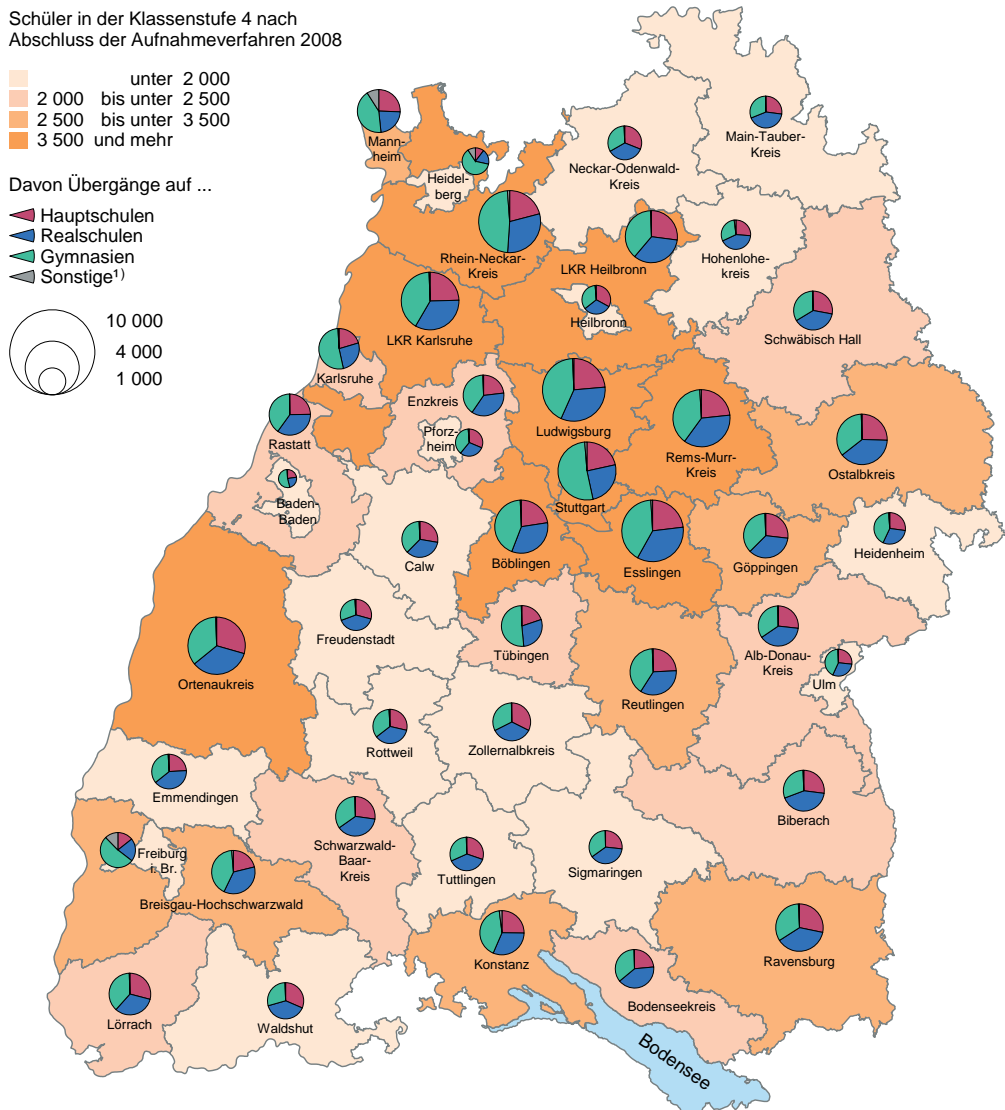 Schüler in der Klassenstufe 4 nach
Abschluss der Aufnahmeverfahren 2008
unter 2 000
2 000 bis unter 2 500
2 500 bis unter 3 500
3 500 und mehr
Davon Übergänge auf ...
Hauptschulen
Realschulen
Gymnasien
Sonstige¹⁾
10 000
4 000
1 000
Mann-
heim
Heidel-
berg
Neckar-Odenwald-
Kreis
Main-Tauber-
Kreis
Rhein-Neckar-
Kreis
LKR Heilbronn
Hohenlohe-
kreis
Heilbronn
Schwäbisch Hall
LKR Karlsruhe
Karlsruhe
Enzkreis
Pforz-
heim
Ludwigsburg
Rems-Murr-
Kreis
Ostalbkreis
Rastatt
Baden-
Baden
Stuttgart
Calw
Böblingen
Esslingen
Göppingen
Heidenheim
Freudenstadt
Tübingen
Alb-Donau-
Kreis
Ulm
Ortenaukreis
Reutlingen
Rottweil
Zollernalbkreis
Emmendingen
Biberach
Freiburg
i. Br.
Schwarzwald-
Baar-
Kreis
Tuttlingen
Sigmaringen
Breisgau-Hochschwarzwald
Konstanz
Ravensburg
Bodenseekreis
Lörrach
Waldshut
Bodensee